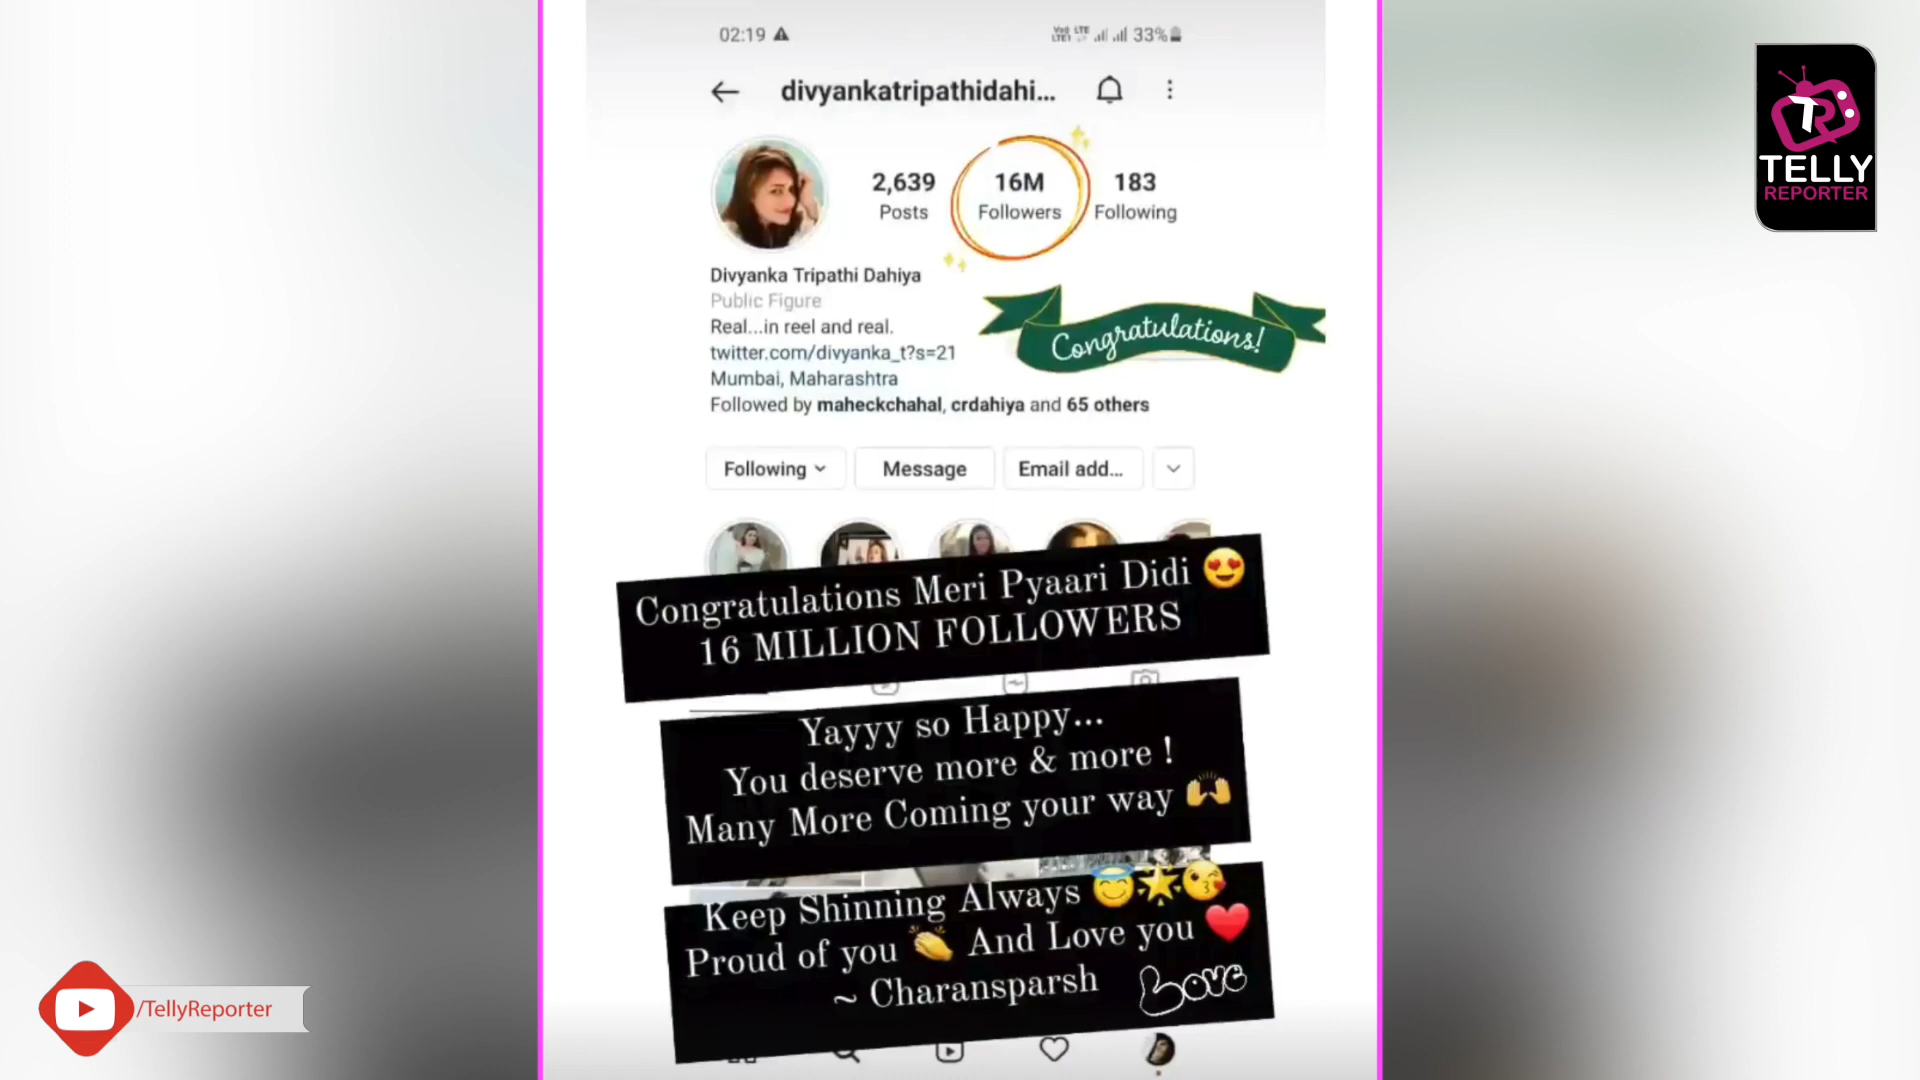 02:19
33%
divyankatripathidahi...
2,639
16M
183
Posts
Followers
Following
Divyanka Tripathi Dahiya
Public Figure
Real...in reel and real.
twitter.com/divyanka_t?s=21
Mumbai, Maharashtra
Followed by maheckchahal, crdahiya and 65 others
Congratulations!
Following
Message
Email add...
Congratulations Meri Pyaari Didi 😍
16 MILLION FOLLOWERS
Yayyy so Happy...
You deserve more & more !
Many More Coming your way 🙌
Keep Shinning Always 😇🌟😘
Proud of you 👏 And Love you ❤️
~ Charansparsh
Love
TR
TELLY
REPORTER
/TellyReporter